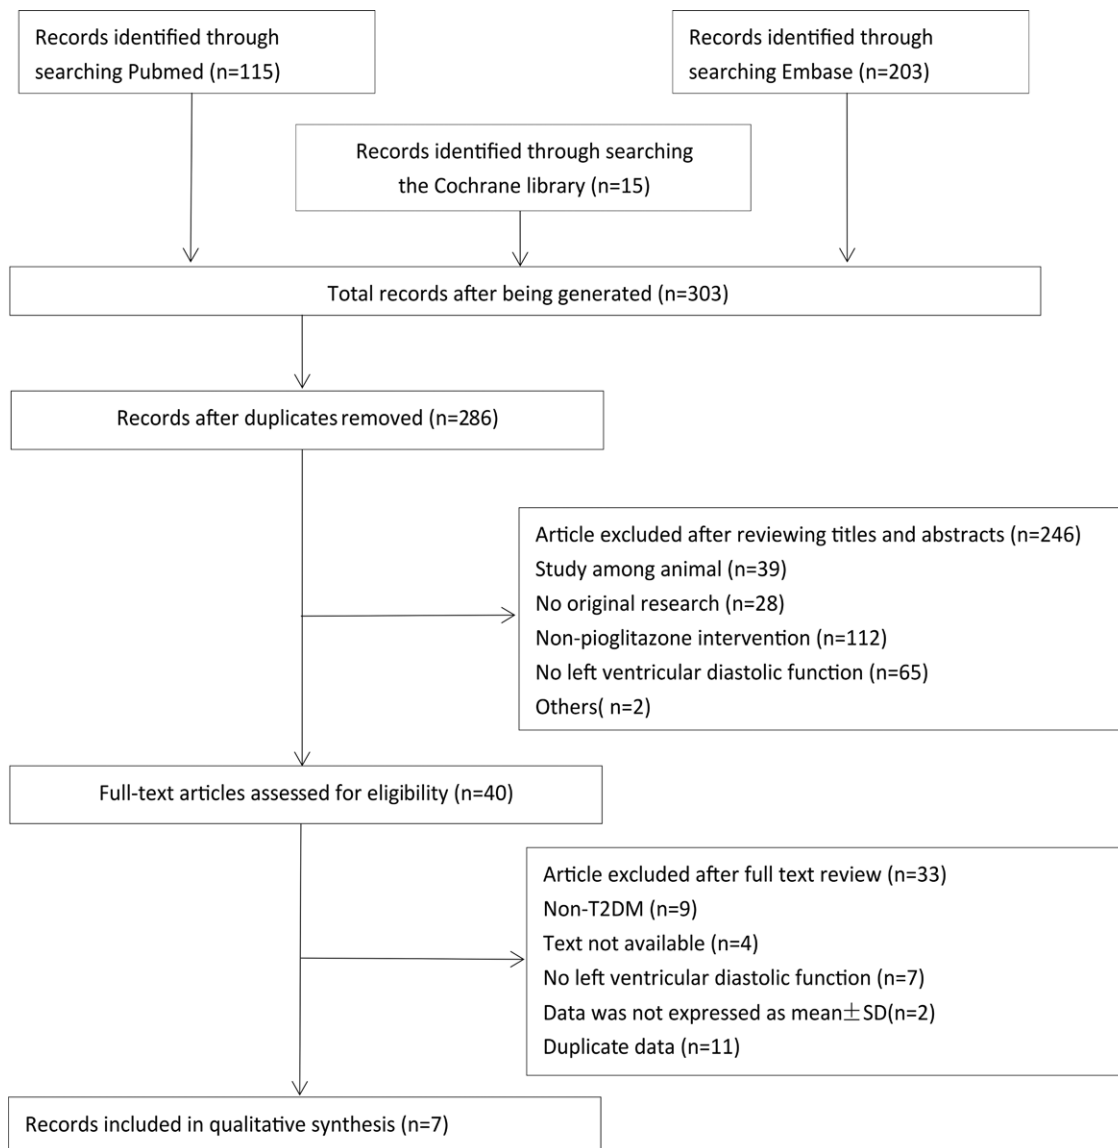 Records identified through
searching Pubmed (n=115)
Records identified through
searching Embase (n=203)
Records identified through searching
the Cochrane library (n=15)
Total records after being generated (n=303)
Records after duplicates removed (n=286)
Article excluded after reviewing titles and abstracts (n=246)
Study among animal (n=39)
No original research (n=28)
Non-pioglitazone intervention (n=112)
No left ventricular diastolic function (n=65)
Others( n=2)
Full-text articles assessed for eligibility (n=40)
Article excluded after full text review (n=33)
Non-T2DM (n=9)
Text not available (n=4)
No left ventricular diastolic function (n=7)
Data was not expressed as mean±SD(n=2)
Duplicate data (n=11)
Records included in qualitative synthesis (n=7)